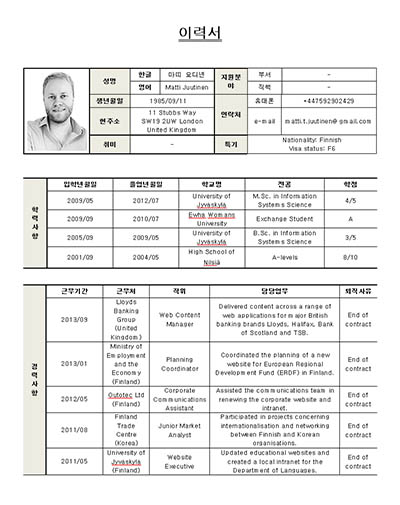 이력서
성명 한글 마띠 유디넨 지원분야 부서 -
영어 Matti Juutinen 직력 -
생년월일 1985/09/11 연락처 휴대폰 +447592902429
현주소 11 Stubbs Way
SW19 2UW London
United Kingdom
e-mail matti.t.juutinen@gmail.com
취미 - 특기 Nationality: Finnish
Visa status: F6
학력사항
입학년월일 졸업년월일 학교명 전공 학점
2009/05 2012/07 University of Jyvaskyla M.Sc. in Information Systems Science 4/5
2009/09 2010/07 Ewha Womans University Exchange Student A
2005/09 2009/05 University of Jyvaskyla B.Sc. in Information Systems Science 3/5
2001/09 2004/05 High School of Nilsiä A-levels 8/10
경력사항
근무기간 근무처 직위 담당업무 퇴직사유
2013/09 Lloyds Banking Group (United Kingdom) Web Content Manager Delivered content across a range of web applications for major British banking brands Lloyds, Halifax, Bank of Scotland and TSB. End of contract
2013/01 Ministry of Employment and the Economy (Finland) Planning Coordinator Coordinated the planning of a new website for European Regional Development Fund (ERDF) in Finland. End of contract
2012/05 Outotec Ltd (Finland) Corporate Communications Assistant Assisted the communications team in renewing the corporate website and intranet. End of contract
2011/08 Finland Trade Centre (Korea) Junior Market Analyst Participated in projects concerning internationalisation and networking between Finnish and Korean organisations. End of contract
2011/05 University of Jyvaskyla (Finland) Website Executive Updated educational websites and created a local intranet for the Department of Languages. End of contract